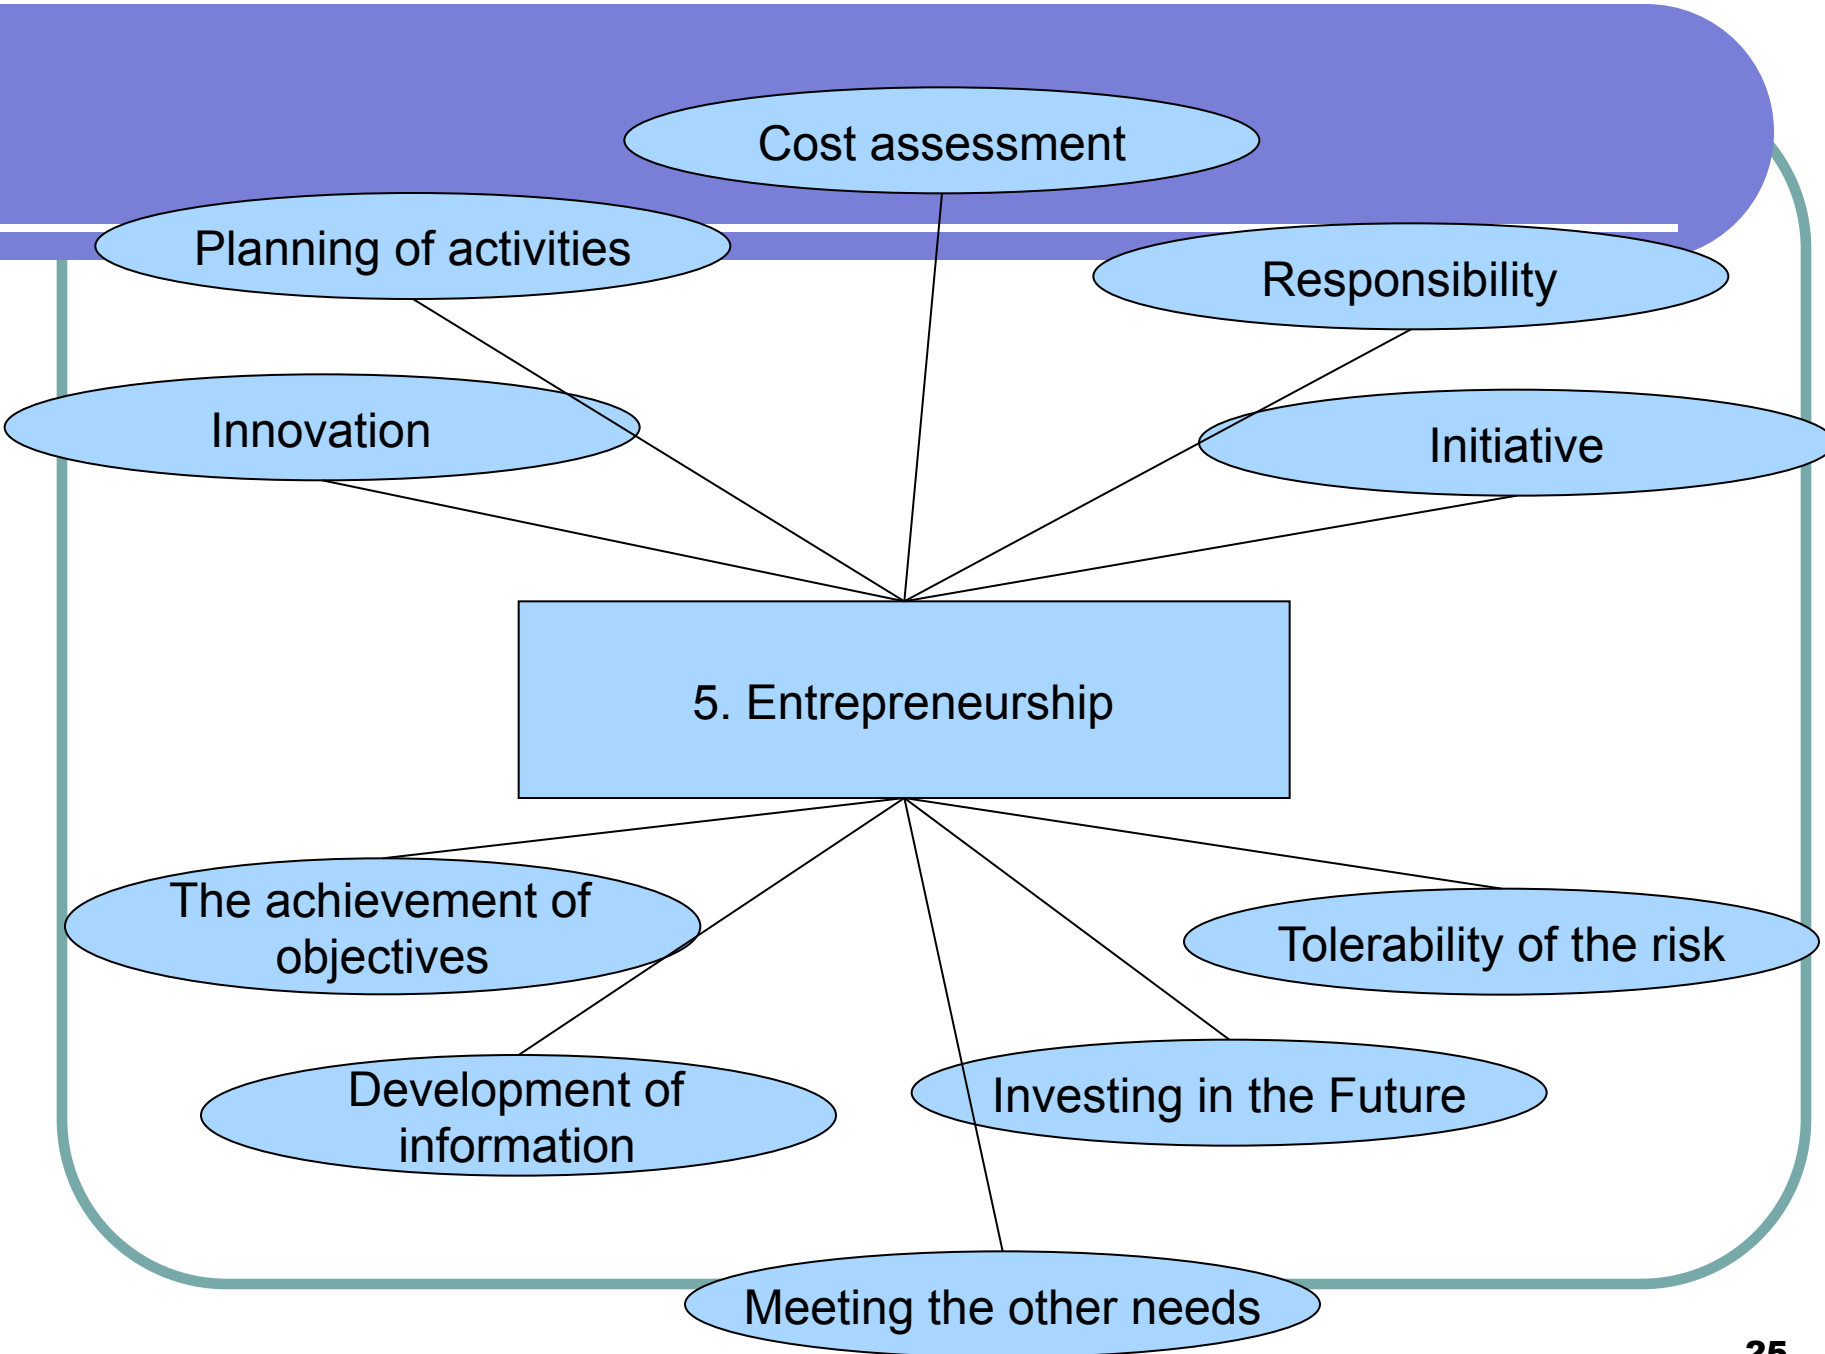 Cost assessment
Planning of activities
Responsibility
Innovation
Initiative
5. Entrepreneurship
The achievement of
objectives
Tolerability of the risk
Development of
information
Investing in the Future
Meeting the other needs
25